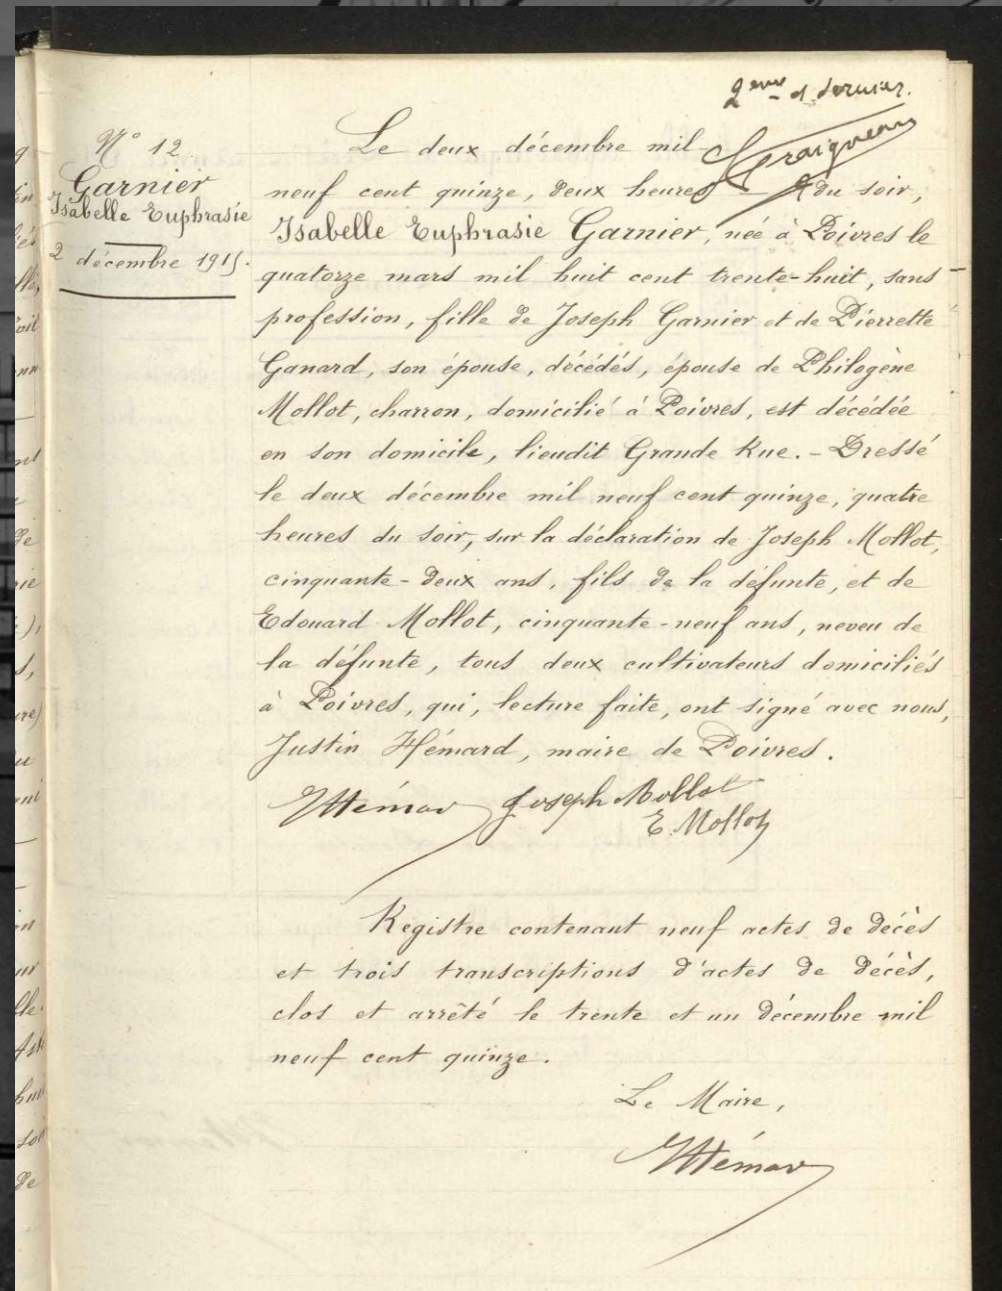 2ème et dernier.
N° 12
Garnier
Isabelle Euphrasie
2 décembre 1915.
Le deux décembre mil
neuf cent quinze, deux heures du soir,
Isabelle Euphrasie Garnier, née à Poivres le
quatorze mars mil huit cent trente-huit, sans
profession, fille de Joseph Garnier et de Pierrette
Ganard, son épouse, décédés, épouse de Philogène
Mollot, charron, domicilié à Poivres, est décédée
en son domicile, lieudit Grande Rue. - Dressé
le deux décembre mil neuf cent quinze, quatre
heures du soir, sur la déclaration de Joseph Mollot,
cinquante-deux ans, fils de la défunte, et de
Edouard Mollot, cinquante-neuf ans, neveu de
la défunte, tous deux cultivateurs domiciliés
à Poivres, qui, lecture faite, ont signé avec nous,
Justin Hémard, maire de Poivres.
JHémar Joseph Mollot
E. Mollot
Registre contenant neuf actes de décès
et trois transcriptions d'actes de décès,
clos et arrêté le trente et un décembre mil
neuf cent quinze.
Le Maire,
JHémar